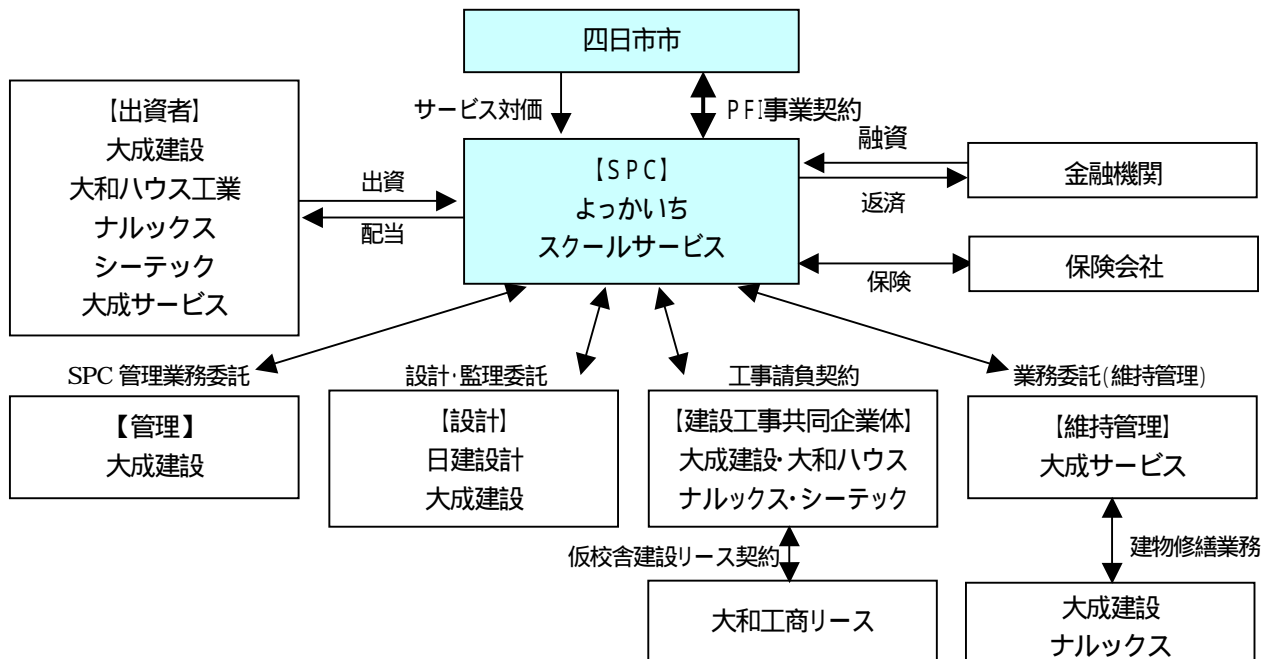 四日市市
サービス対価
PFI事業契約
【出資者】
大成建設
大和ハウス工業
ナルックス
シーテック
大成サービス
出資
配当
【SPC】
よっかいち
スクールサービス
融資
返済
金融機関
保険
保険会社
SPC 管理業務委託
設計・監理委託
工事請負契約
業務委託(維持管理)
【管理】
大成建設
【設計】
日建設計
大成建設
【建設工事共同企業体】
大成建設・大和ハウス
ナルックス・シーテック
【維持管理】
大成サービス
仮校舎建設リース契約
建物修繕業務
大和工商リース
大成建設
ナルックス